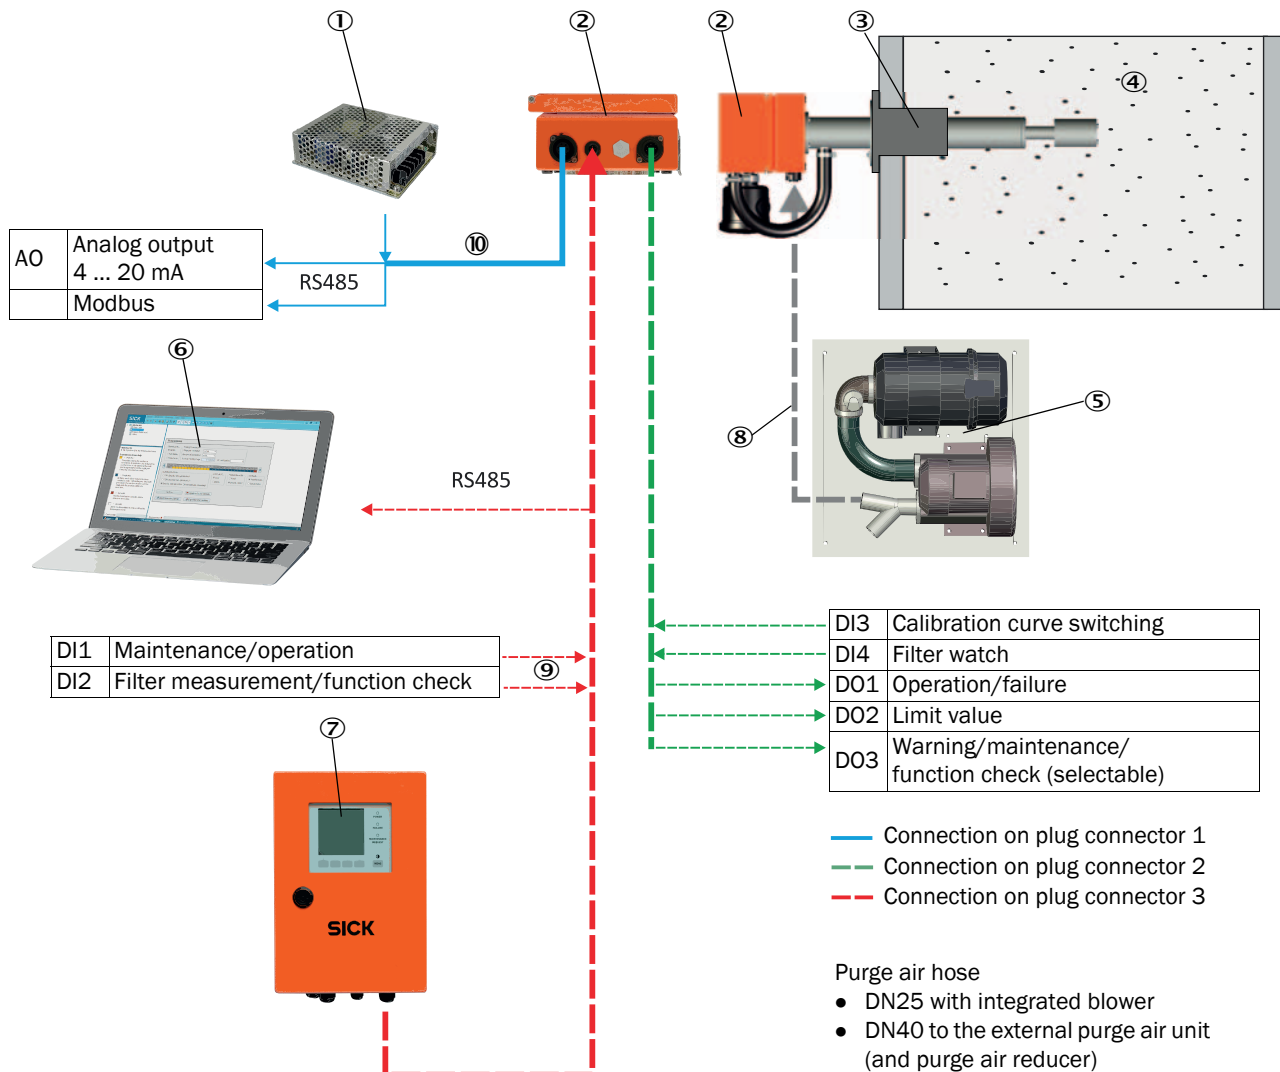 ① ② ② ③
④
AO Analog output
4 ... 20 mA
Modbus
⑩
RS485
⑥
SICK
⑤
⑧
RS485
DI1 Maintenance/operation
DI2 Filter measurement/function check
⑨
DI3 Calibration curve switching
DI4 Filter watch
DO1 Operation/failure
DO2 Limit value
DO3 Warning/maintenance/
function check (selectable)
⑦
SICK
Connection on plug connector 1
Connection on plug connector 2
Connection on plug connector 3
Purge air hose
● DN25 with integrated blower
● DN40 to the external purge air unit
(and purge air reducer)